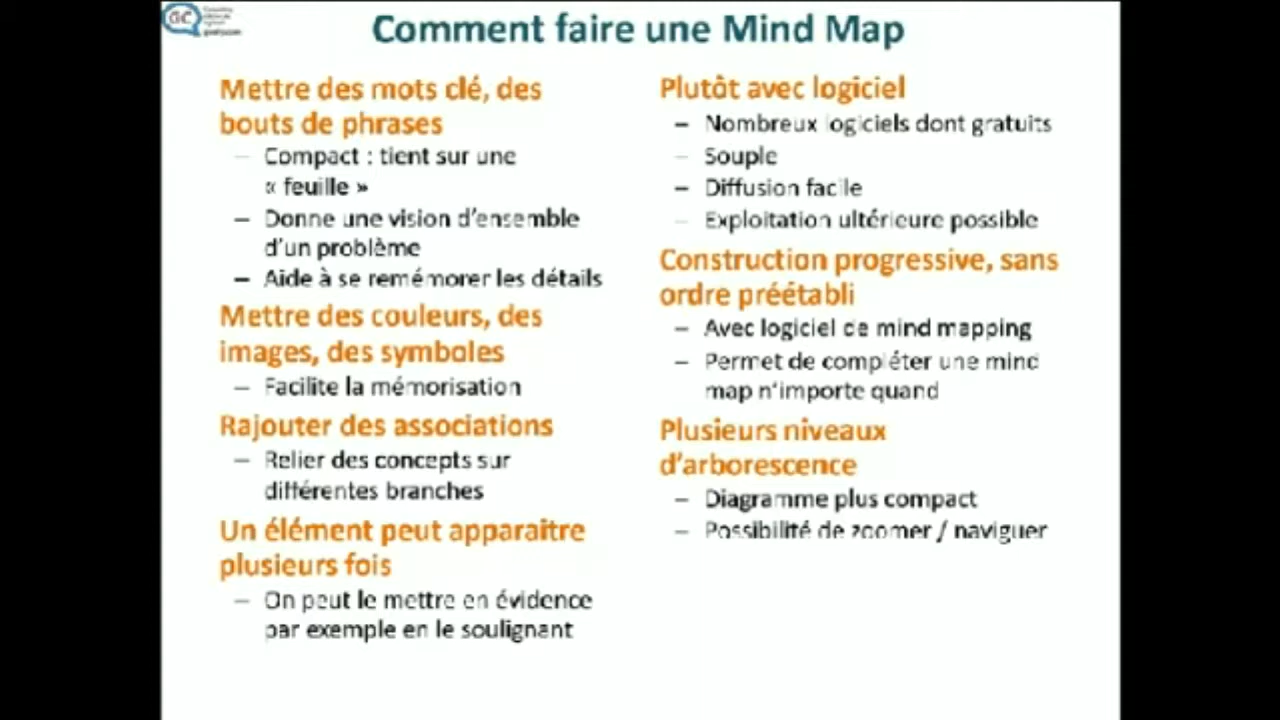 GC
Comment faire une Mind Map
Mettre des mots clé, des
bouts de phrases
– Compact : tient sur une
« feuille »
– Donne une vision d'ensemble
d'un problème
– Aide à se remémorer les détails
Mettre des couleurs, des
images, des symboles
– Facilite la mémorisation
Rajouter des associations
– Relier des concepts sur
différentes branches
Un élément peut apparaitre
plusieurs fois
– On peut le mettre en évidence
par exemple en le soulignant
Plutôt avec logiciel
– Nombreux logiciels dont gratuits
– Souple
– Diffusion facile
– Exploitation ultérieure possible
Construction progressive, sans
ordre préétabli
– Avec logiciel de mind mapping
– Permet de compléter une mind
map n'importe quand
Plusieurs niveaux
d'arborescence
– Diagramme plus compact
– Possibilité de zoomer / naviguer